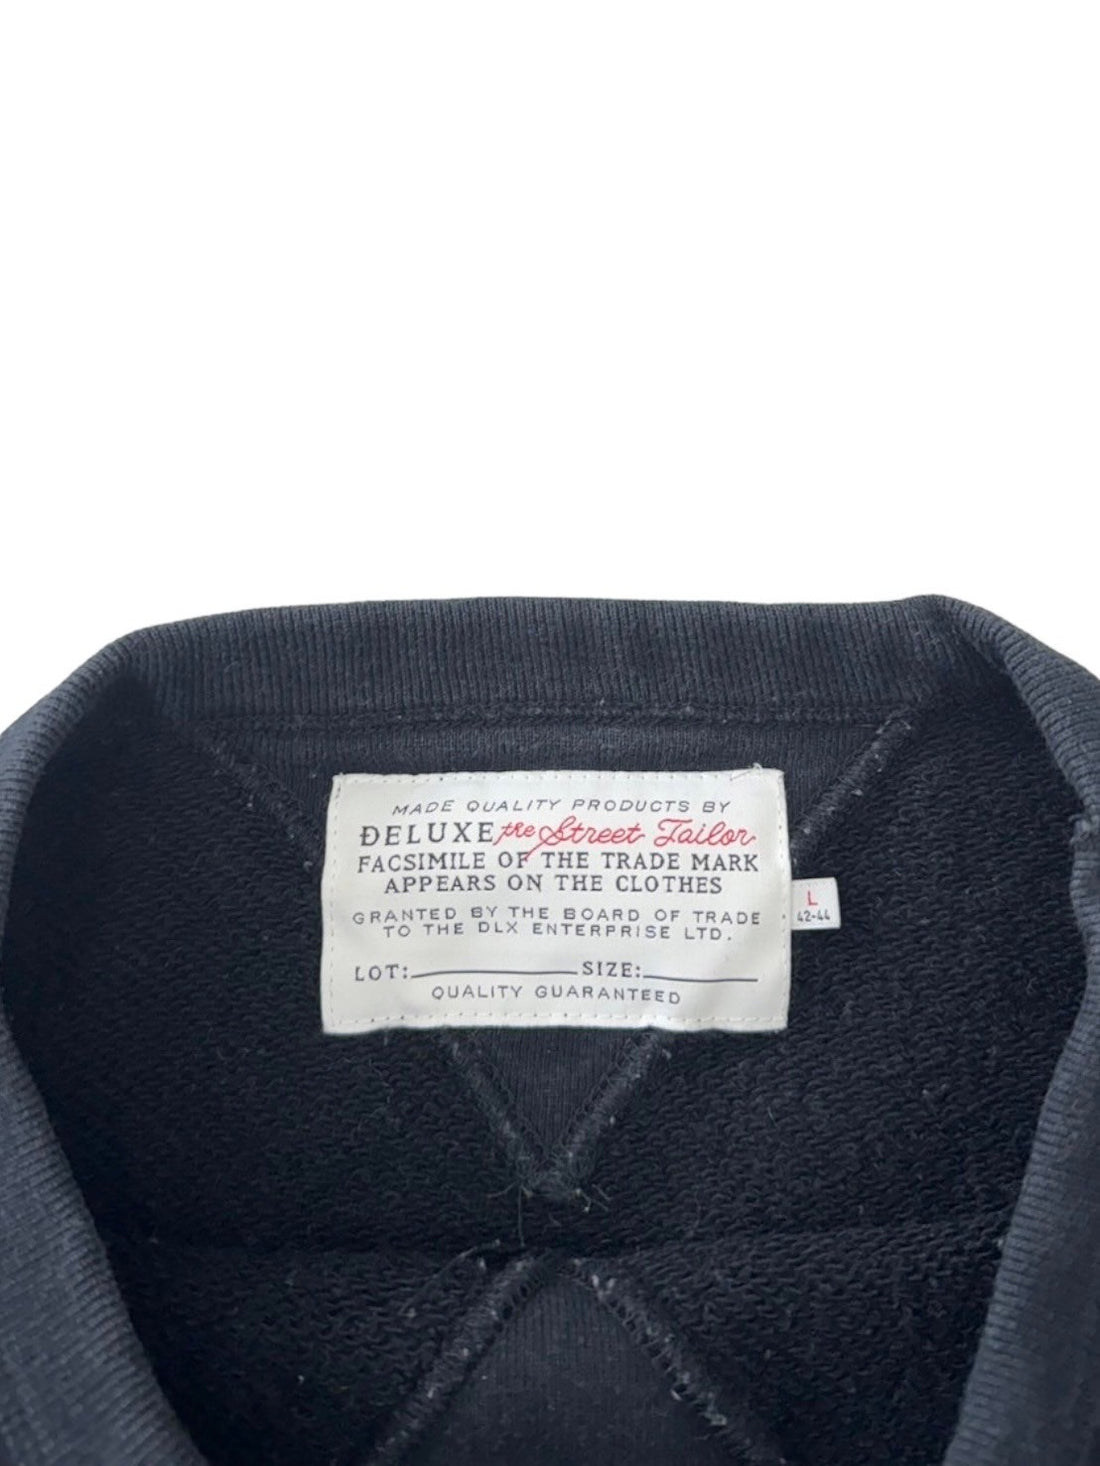 MADE QUALITY PRODUCTS BY
DELUXE the Street Tailor
FACSIMILE OF THE TRADE MARK
APPEARS ON THE CLOTHES
GRANTED BY THE BOARD OF TRADE
TO THE DLX ENTERPRISE LTD.
LOT: SIZE:
QUALITY GUARANTEED
L
42-44